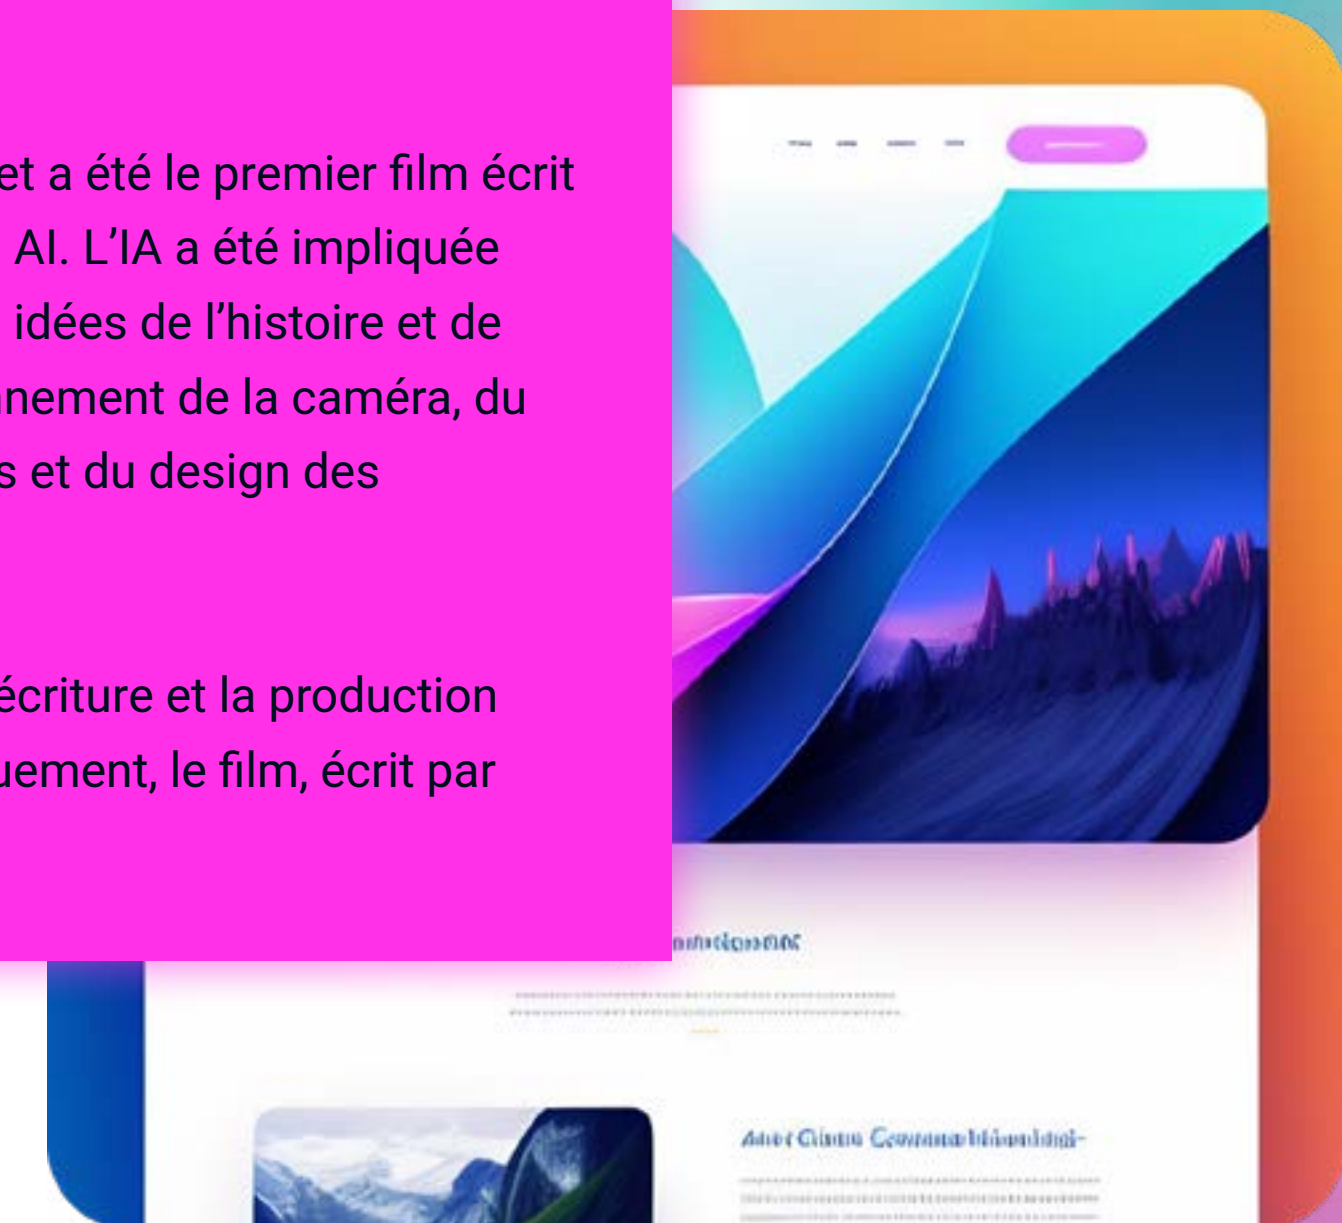 et a été le premier film écrit
AI. L’IA a été impliquée
idées de l’histoire et de
nnement de la caméra, du
s et du design des
écriture et la production
uement, le film, écrit par